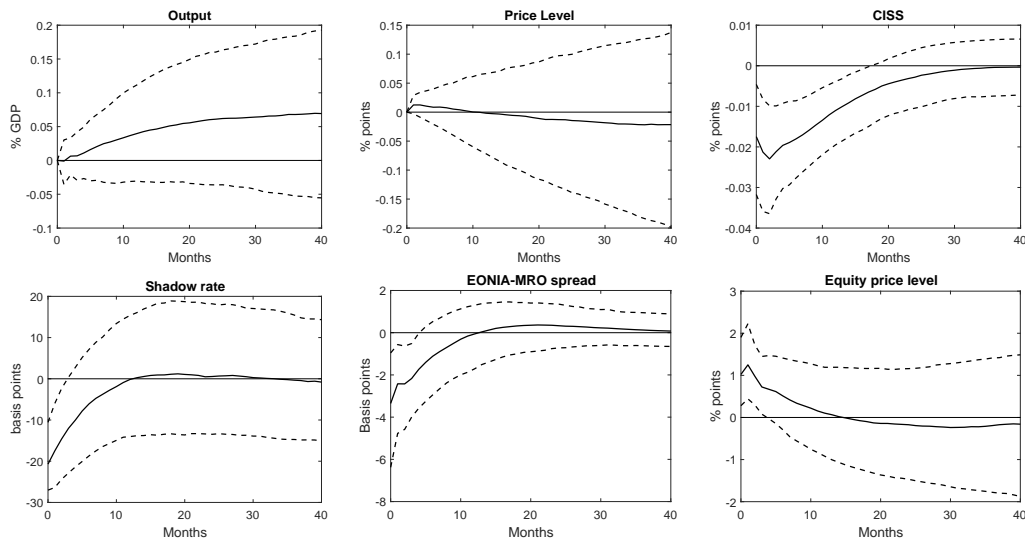 Output
0.2
0.15
0.1
0.05
0
-0.05
-0.1
% GDP
0 10 20 30 40
Months
Price Level
0.15
0.1
0.05
0
-0.05
-0.1
-0.15
-0.2
% points
0 10 20 30 40
Months
CISS
0.01
0
-0.01
-0.02
-0.03
-0.04
% points
0 10 20 30 40
Months
Shadow rate
20
10
0
-10
-20
-30
basis points
0 10 20 30 40
Months
EONIA-MRO spread
2
0
-2
-4
-6
-8
Basis points
0 10 20 30 40
Months
Equity price level
3
2
1
0
-1
-2
% points
0 10 20 30 40
Months